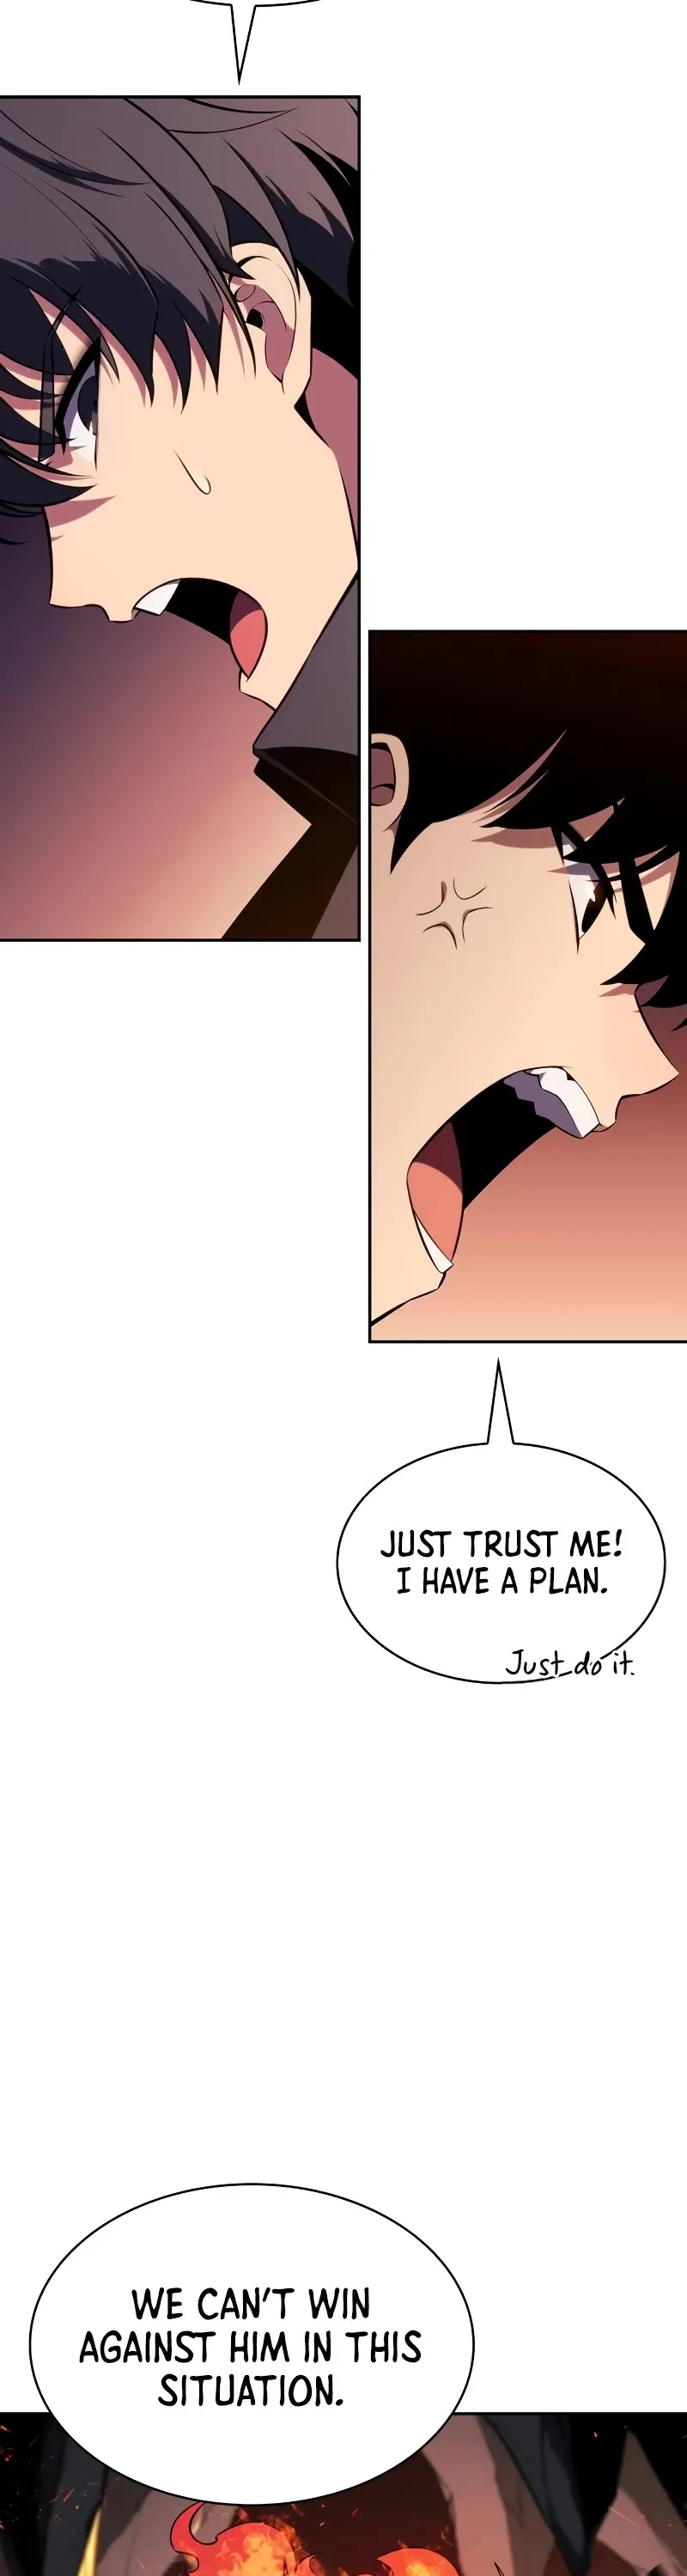 JUST TRUST ME!
I HAVE A PLAN.
Just do it.
WE CAN'T WIN
AGAINST HIM IN THIS
SITUATION.